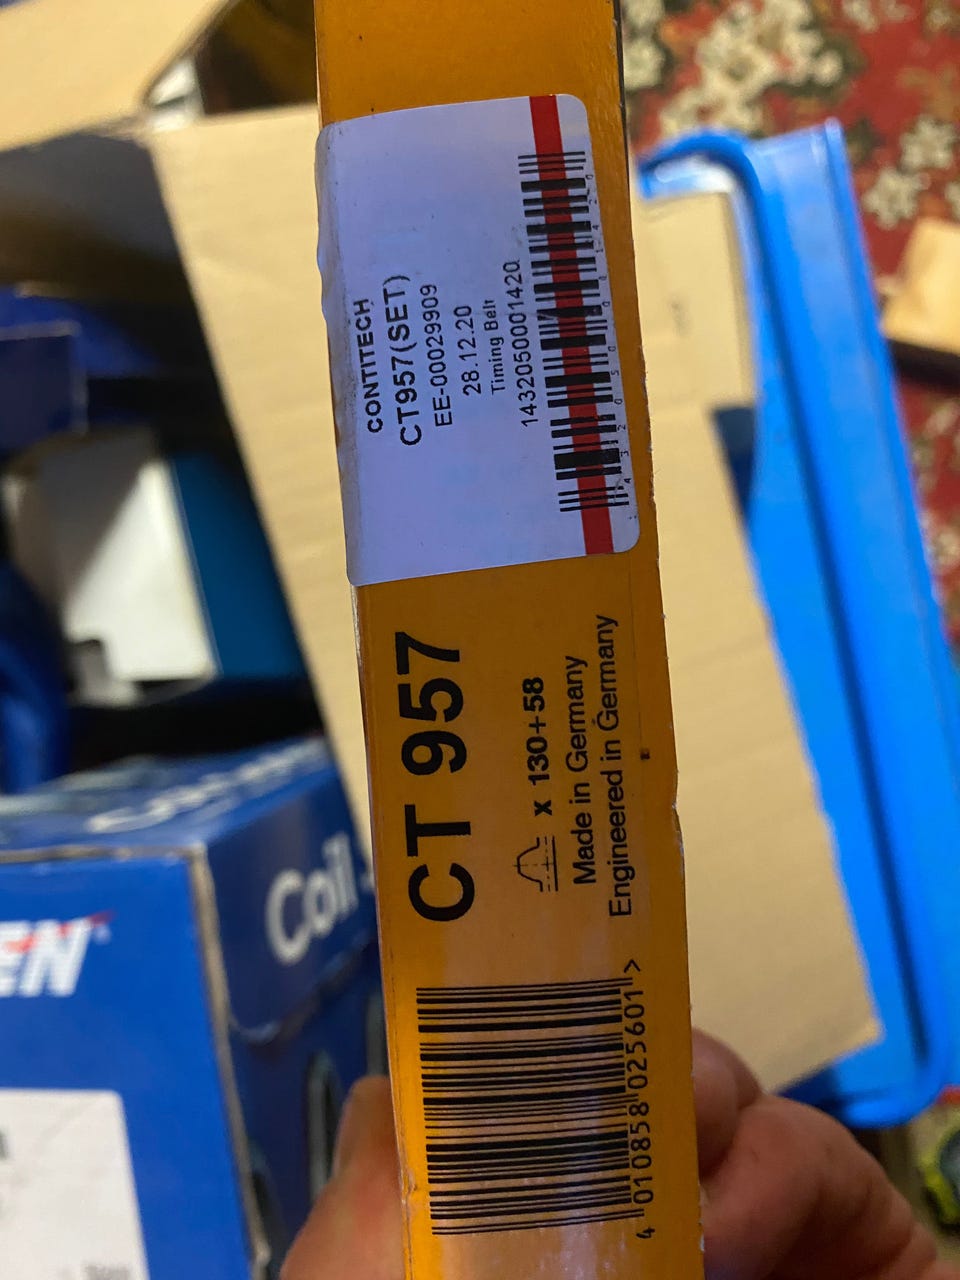 CONTITECH
CT957(SET)
EE-00029909
28.12.20
Timing Belt
1432050001420
CT 957
x 130+58
Made in Germany
Engineered in Germany
4 010858 025601 >
EN
Coil